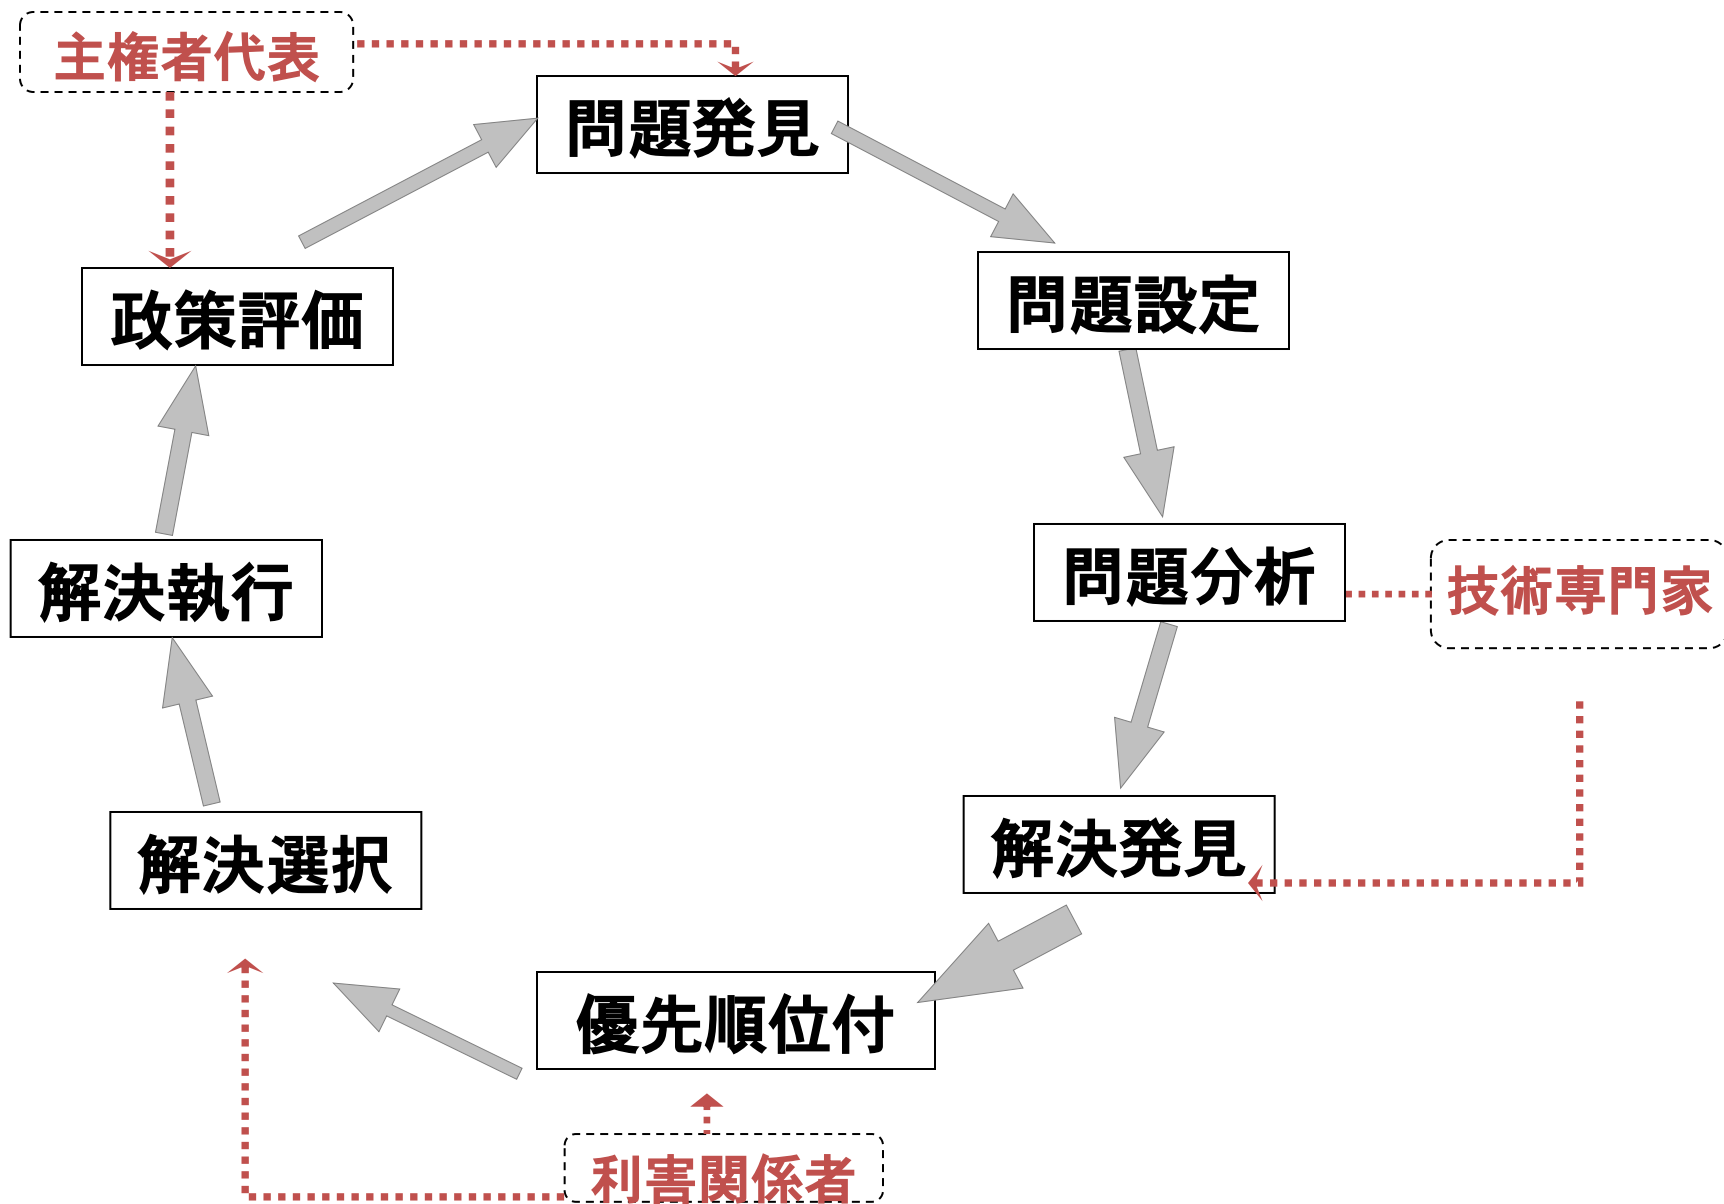 主権者代表
問題発見
政策評価
問題設定
解決執行
問題分析
技術専門家
解決選択
解決発見
優先順位付
利害関係者